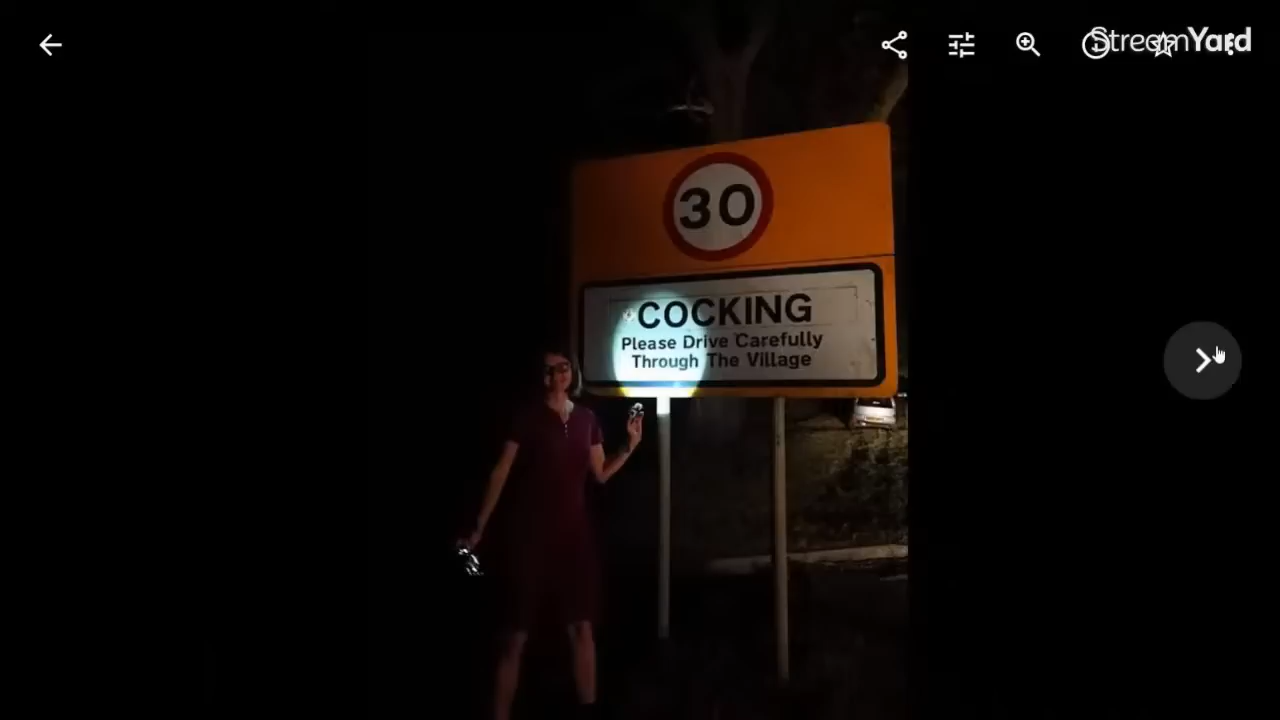 StreamYard
30
COCKING
Please Drive Carefully
Through The Village